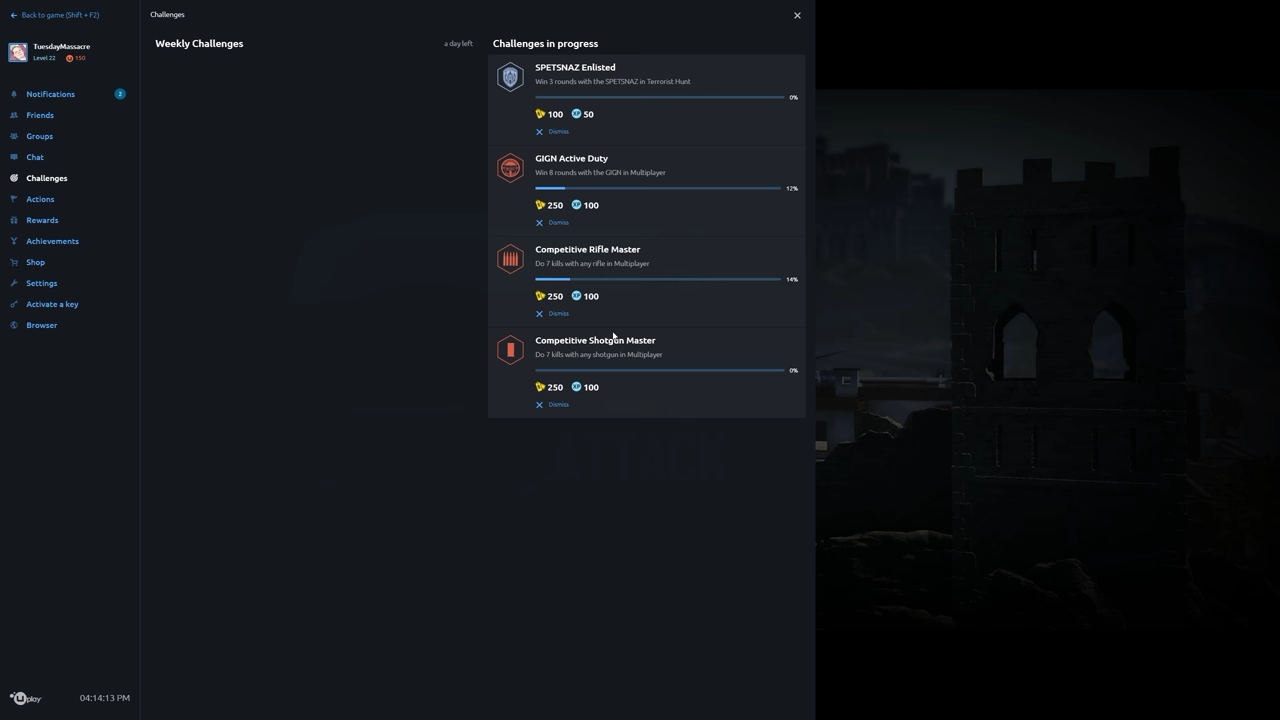 Back to game (Shift + F2)
Challenges
TuesdayMassacre
Level 22
150
Notifications
2
Friends
Groups
Chat
Challenges
Actions
Rewards
Achievements
Shop
Settings
Activate a key
Browser
uplay
04:14:13 PM
Weekly Challenges
a day left
Challenges in progress
SPETSNAZ Enlisted
Win 3 rounds with the SPETSNAZ in Terrorist Hunt
0%
100 XP 50
Dismiss
GIGN Active Duty
Win 8 rounds with the GIGN in Multiplayer
12%
250 XP 100
Dismiss
Competitive Rifle Master
Do 7 kills with any rifle in Multiplayer
14%
250 XP 100
Dismiss
Competitive Shotgun Master
Do 7 kills with any shotgun in Multiplayer
0%
250 XP 100
Dismiss